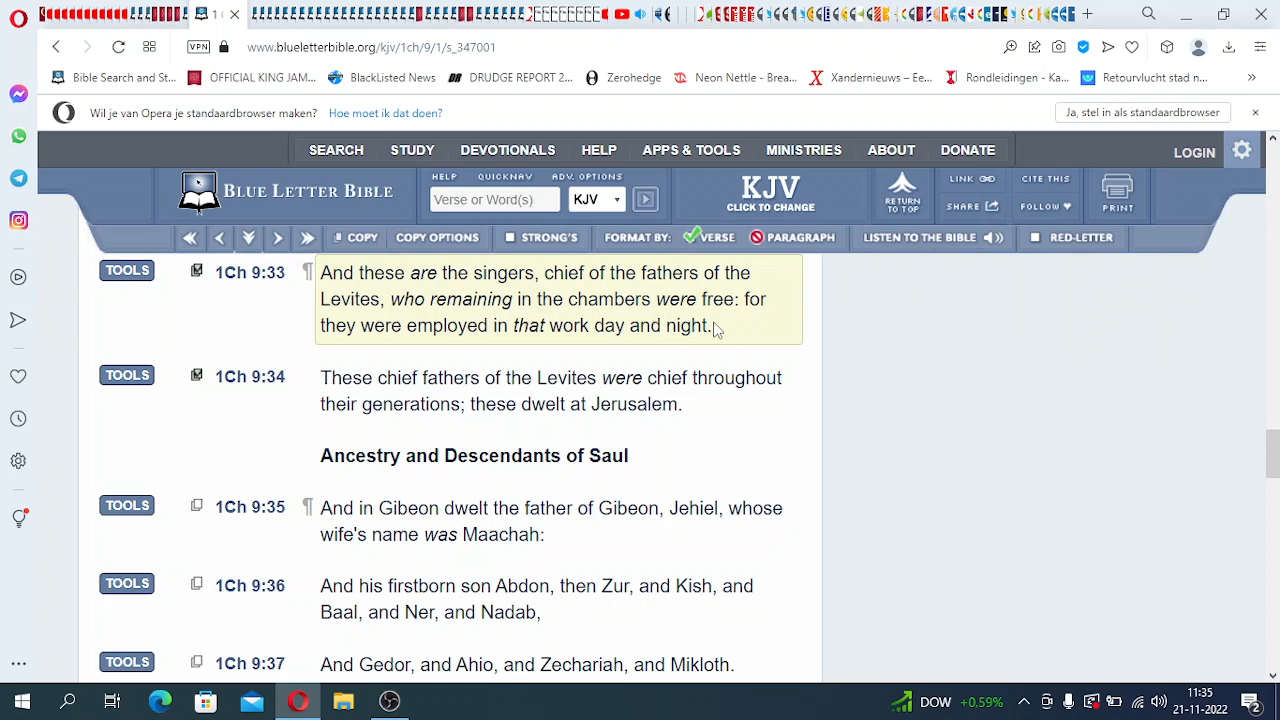 1 (
www.blueletterbible.org/kjv/1ch/9/1/s_347001
VPN
Bible Search and St...
OFFICIAL KING JAM...
BlackListed News
DRUDGE REPORT 2...
Zerohedge
Neon Nettle - Brea...
Xandernieuws – Ee...
Rondleidingen - Ka...
Retourvlucht stad n...
»
Wil je van Opera je standaardbrowser maken? Hoe moet ik dat doen?
Ja, stel in als standaardbrowser
SEARCH STUDY DEVOTIONALS HELP APPS & TOOLS MINISTRIES ABOUT DONATE
LOGIN
BLUE LETTER BIBLE
HELP QUICKNAV ADV. OPTIONS
Verse or Word(s)
KJV
KJV
CLICK TO CHANGE
RETURN
TO TOP
LINK
CITE THIS
SHARE
FOLLOW
PRINT
COPY COPY OPTIONS STRONG'S FORMAT BY: VERSE PARAGRAPH LISTEN TO THE BIBLE RED-LETTER
TOOLS 1Ch 9:33 ¶ And these are the singers, chief of the fathers of the
Levites, who remaining in the chambers were free: for
they were employed in that work day and night.
TOOLS 1Ch 9:34 These chief fathers of the Levites were chief throughout
their generations; these dwelt at Jerusalem.
Ancestry and Descendants of Saul
TOOLS 1Ch 9:35 ¶ And in Gibeon dwelt the father of Gibeon, Jehiel, whose
wife's name was Maachah:
TOOLS 1Ch 9:36 And his firstborn son Abdon, then Zur, and Kish, and
Baal, and Ner, and Nadab,
TOOLS 1Ch 9:37 And Gedor, and Ahio, and Zechariah, and Mikloth.
DOW +0,59%
11:35
21-11-2022
2